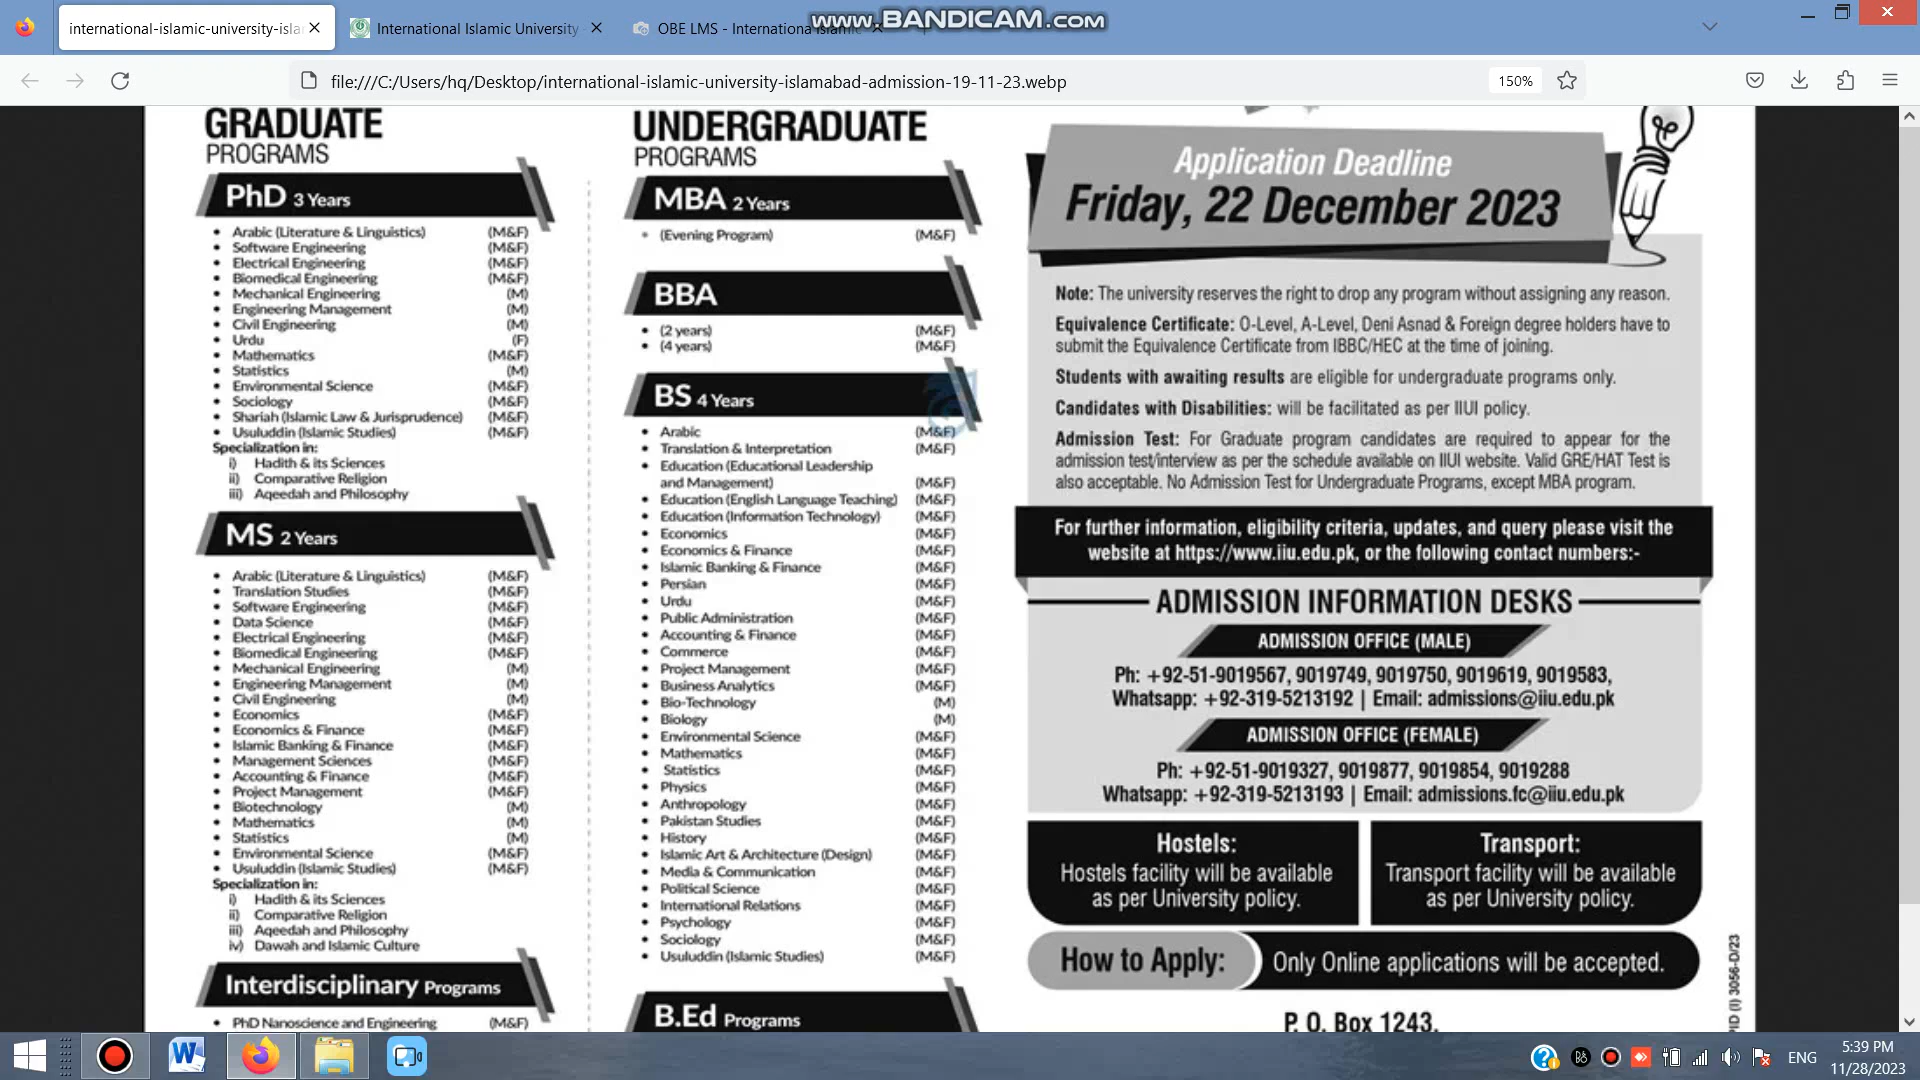 www.BANDICAM.com
international-islamic-university-isla
International Islamic University
OBE LMS - Internationa Islamic
file:///C:/Users/hq/Desktop/international-islamic-university-islamabad-admission-19-11-23.webp
150%
GRADUATE
PROGRAMS
PhD 3 Years
• Arabic (Literature & Linguistics) (M&F)
• Software Engineering (M&F)
• Electrical Engineering (M&F)
• Biomedical Engineering (M&F)
• Mechanical Engineering (M)
• Engineering Management (M)
• Civil Engineering (M)
• Urdu (F)
• Mathematics (M&F)
• Statistics (M)
• Environmental Science (M&F)
• Sociology (M&F)
• Shariah (Islamic Law & Jurisprudence) (M&F)
• Usuluddin (Islamic Studies) (M&F)
Specialization in:
i) Hadith & its Sciences
ii) Comparative Religion
iii) Aqeedah and Philosophy
MS 2 Years
• Arabic (Literature & Linguistics) (M&F)
• Translation Studies (M&F)
• Software Engineering (M&F)
• Data Science (M&F)
• Electrical Engineering (M&F)
• Biomedical Engineering (M&F)
• Mechanical Engineering (M)
• Engineering Management (M)
• Civil Engineering (M)
• Economics (M&F)
• Economics & Finance (M&F)
• Islamic Banking & Finance (M&F)
• Management Sciences (M&F)
• Accounting & Finance (M&F)
• Project Management (M&F)
• Biotechnology (M)
• Mathematics (M)
• Statistics (M)
• Environmental Science (M&F)
• Usuluddin (Islamic Studies) (M&F)
Specialization in:
i) Hadith & its Sciences
ii) Comparative Religion
iii) Aqeedah and Philosophy
iv) Dawah and Islamic Culture
Interdisciplinary Programs
• PhD Nanoscience and Engineering (M&F)
UNDERGRADUATE
PROGRAMS
MBA 2 Years
• (Evening Program) (M&F)
BBA
• (2 years) (M&F)
• (4 years) (M&F)
BS 4 Years
• Arabic (M&F)
• Translation & Interpretation (M&F)
• Education (Educational Leadership
and Management) (M&F)
• Education (English Language Teaching) (M&F)
• Education (Information Technology) (M&F)
• Economics (M&F)
• Economics & Finance (M&F)
• Islamic Banking & Finance (M&F)
• Persian (M&F)
• Urdu (M&F)
• Public Administration (M&F)
• Accounting & Finance (M&F)
• Commerce (M&F)
• Project Management (M&F)
• Business Analytics (M&F)
• Bio-Technology (M)
• Biology (M)
• Environmental Science (M&F)
• Mathematics (M&F)
• Statistics (M&F)
• Physics (M&F)
• Anthropology (M&F)
• Pakistan Studies (M&F)
• History (M&F)
• Islamic Art & Architecture (Design) (M&F)
• Media & Communication (M&F)
• Political Science (M&F)
• International Relations (M&F)
• Psychology (M&F)
• Sociology (M&F)
• Usuluddin (Islamic Studies) (M&F)
B.Ed Programs
Application Deadline
Friday, 22 December 2023
Note: The university reserves the right to drop any program without assigning any reason.
Equivalence Certificate: O-Level, A-Level, Deni Asnad & Foreign degree holders have to
submit the Equivalence Certificate from IBBC/HEC at the time of joining.
Students with awaiting results are eligible for undergraduate programs only.
Candidates with Disabilities: will be facilitated as per IIUI policy.
Admission Test: For Graduate program candidates are required to appear for the
admission test/interview as per the schedule available on IIUI website. Valid GRE/HAT Test is
also acceptable. No Admission Test for Undergraduate Programs, except MBA program.
For further information, eligibility criteria, updates, and query please visit the
website at https://www.iiu.edu.pk, or the following contact numbers:-
ADMISSION INFORMATION DESKS
ADMISSION OFFICE (MALE)
Ph: +92-51-9019567, 9019749, 9019750, 9019619, 9019583,
Whatsapp: +92-319-5213192 | Email: admissions@iiu.edu.pk
ADMISSION OFFICE (FEMALE)
Ph: +92-51-9019327, 9019877, 9019854, 9019288
Whatsapp: +92-319-5213193 | Email: admissions.fc@iiu.edu.pk
Hostels:
Hostels facility will be available
as per University policy.
Transport:
Transport facility will be available
as per University policy.
How to Apply: Only Online applications will be accepted.
P. O. Box 1243,
PID (I) 3056-D/23
ENG
5:39 PM
11/28/2023